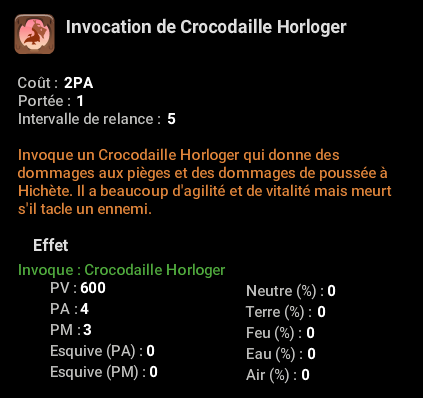 Invocation de Crocodaille Horloger
Coût : 2PA
Portée : 1
Intervalle de relance : 5
Invoque un Crocodaille Horloger qui donne des
dommages aux pièges et des dommages de poussée à
Hichète. Il a beaucoup d'agilité et de vitalité mais meurt
s'il tacle un ennemi.
Effet
Invoque : Crocodaille Horloger
PV : 600
PA : 4
PM : 3
Esquive (PA) : 0
Esquive (PM) : 0
Neutre (%) : 0
Terre (%) : 0
Feu (%) : 0
Eau (%) : 0
Air (%) : 0